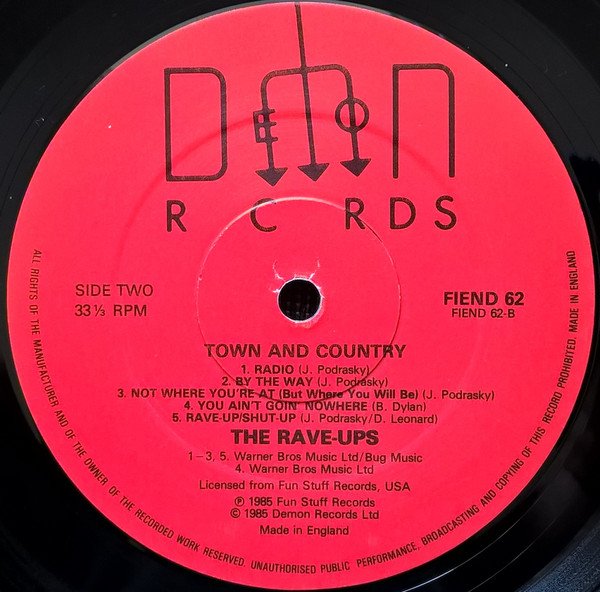 DEMON
RECORDS
SIDE TWO
33⅓ RPM
FIEND 62
FIEND 62-B
TOWN AND COUNTRY
1. RADIO (J. Podrasky)
2. BY THE WAY (J. Podrasky)
3. NOT WHERE YOU'RE AT (But Where You Will Be) (J. Podrasky)
4. YOU AIN'T GOIN' NOWHERE (B. Dylan)
5. RAVE-UP/SHUT-UP (J. Podrasky/D. Leonard)
THE RAVE-UPS
1-3, 5. Warner Bros Music Ltd/Bug Music
4. Warner Bros Music Ltd
Licensed from Fun Stuff Records, USA
℗ 1985 Fun Stuff Records
© 1985 Demon Records Ltd
Made in England
ALL RIGHTS OF THE MANUFACTURER AND OF THE OWNER OF THE RECORDED WORK RESERVED. UNAUTHORISED PUBLIC PERFORMANCE, BROADCASTING AND COPYING OF THIS RECORD PROHIBITED. MADE IN ENGLAND